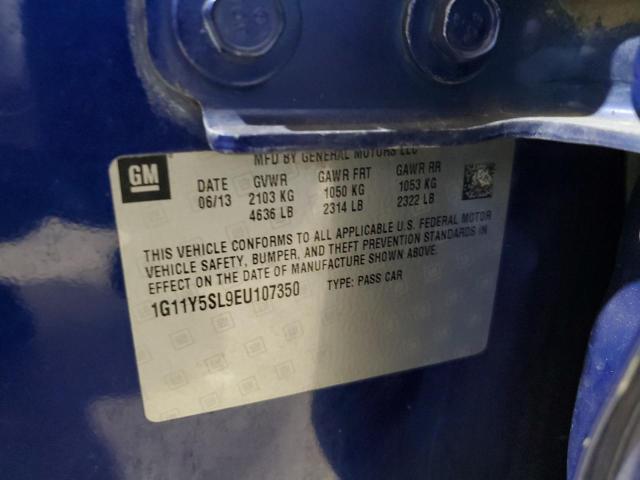 MFD BY GENERAL MOTORS LLC
GM
DATE GVWR GAWR FRT GAWR RR
06/13 2103 KG 1050 KG 1053 KG
4636 LB 2314 LB 2322 LB
THIS VEHICLE CONFORMS TO ALL APPLICABLE U.S. FEDERAL MOTOR
VEHICLE SAFETY, BUMPER, AND THEFT PREVENTION STANDARDS IN
EFFECT ON THE DATE OF MANUFACTURE SHOWN ABOVE.
1G11Y5SL9EU107350 TYPE: PASS CAR